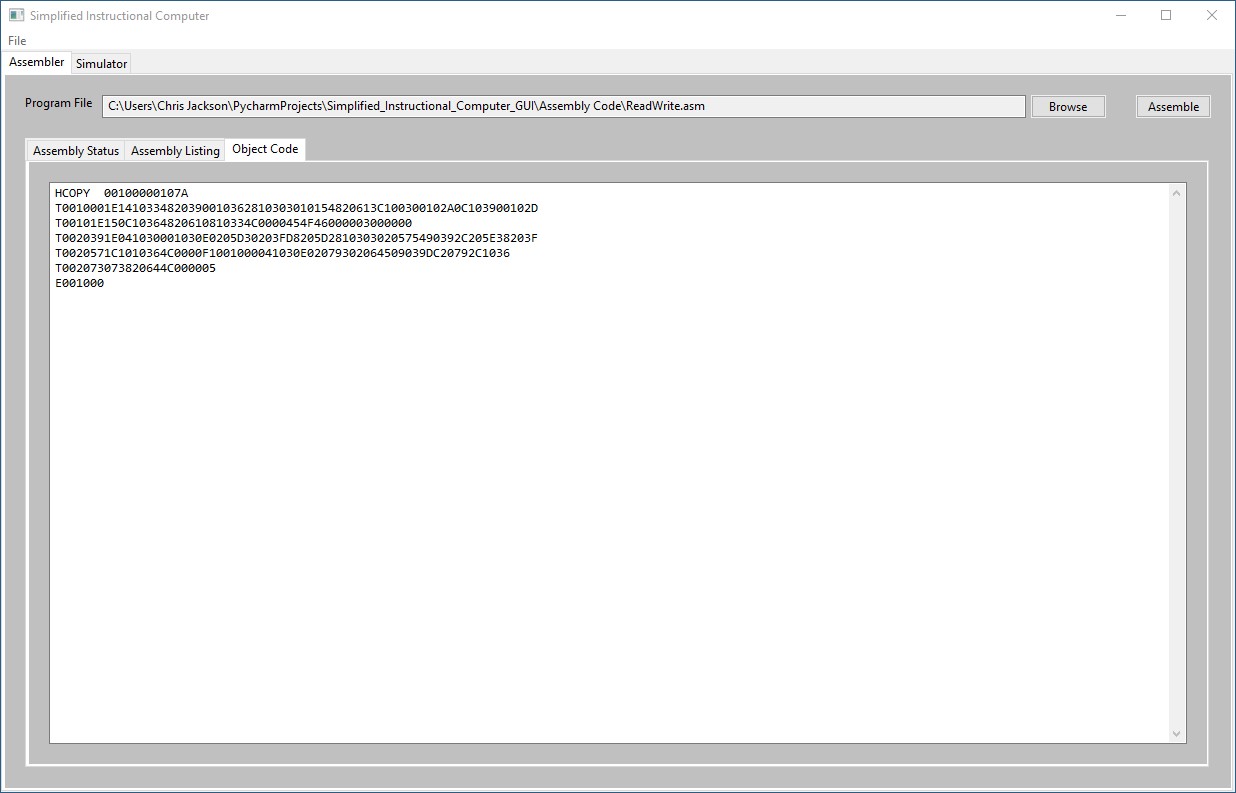 Simplified Instructional Computer
File
Assembler Simulator
Program File C:\Users\Chris Jackson\PycharmProjects\Simplified_Instructional_Computer_GUI\Assembly Code\ReadWrite.asm Browse Assemble
Assembly Status Assembly Listing Object Code
HCOPY  00100000107A
T0010001E1410334820390010362810303010154820613C100300102A0C103900102D
T00101E150C10364820610810334C0000454F46000003000000
T0020391E041030001030E0205D30203FD8205D2810303020575490392C205E38203F
T0020571C1010364C0000F1001000041030E02079302064509039DC20792C1036
T002073073820644C000005
E001000